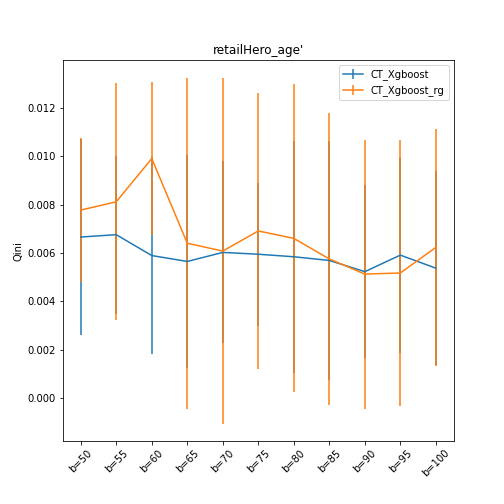 retailHero_age'
CT_Xgboost
CT_Xgboost_rg
Qini
0.012
0.010
0.008
0.006
0.004
0.002
0.000
b=50
b=55
b=60
b=65
b=70
b=75
b=80
b=85
b=90
b=95
b=100